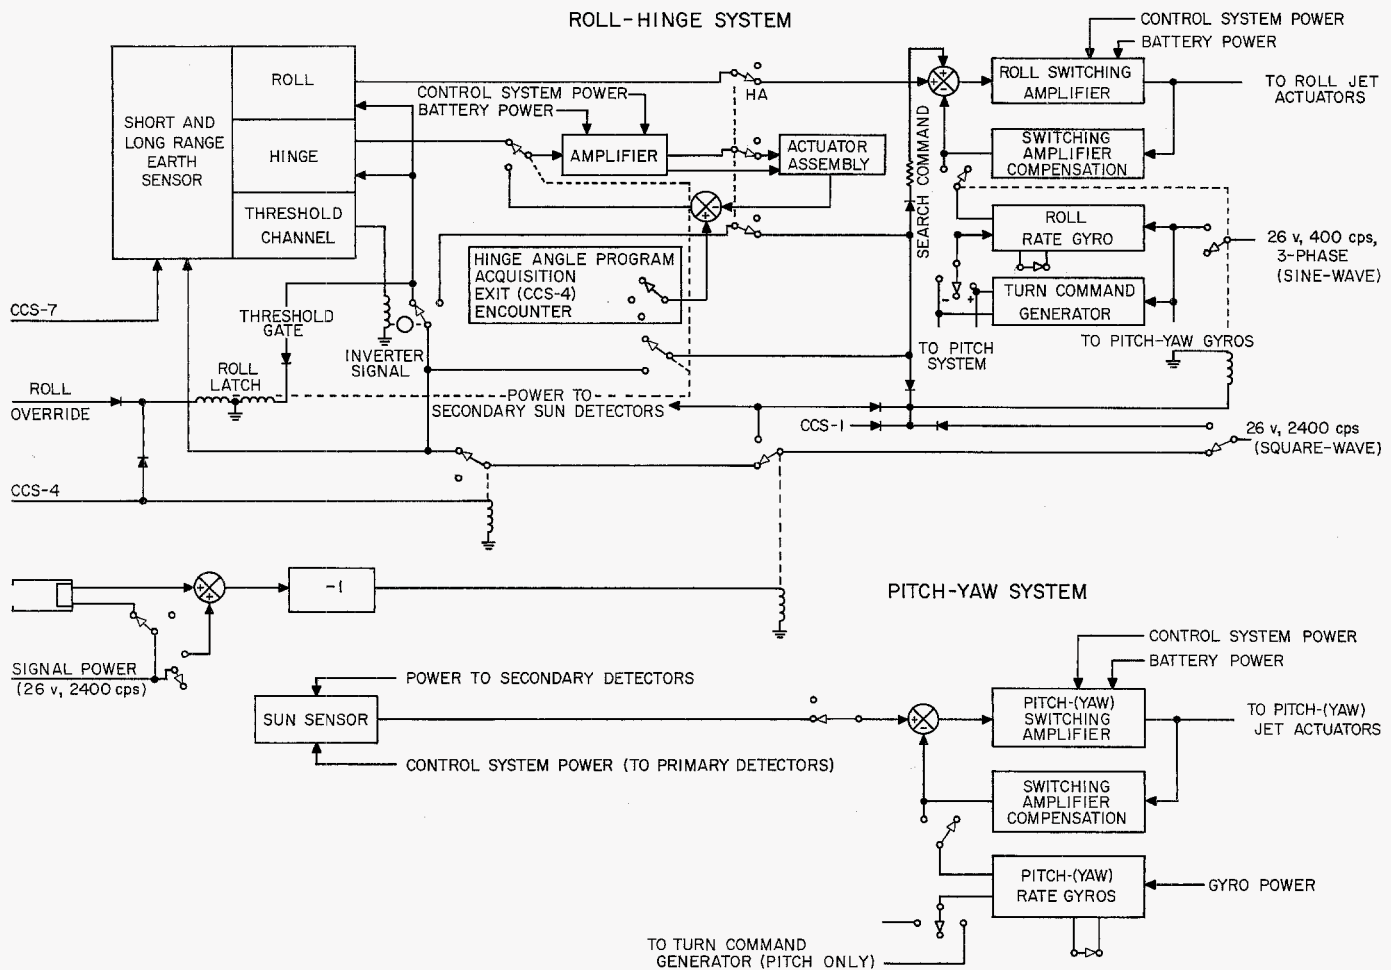 ROLL-HINGE SYSTEM
CONTROL SYSTEM POWER
BATTERY POWER
ROLL
HINGE
THRESHOLD
CHANNEL
SHORT AND
LONG RANGE
EARTH
SENSOR
CONTROL SYSTEM POWER
BATTERY POWER
AMPLIFIER
HA
ACTUATOR
ASSEMBLY
SEARCH COMMAND
ROLL SWITCHING
AMPLIFIER
TO ROLL JET
ACTUATORS
SWITCHING
AMPLIFIER
COMPENSATION
ROLL
RATE GYRO
26 v, 400 cps,
3-PHASE
(SINE-WAVE)
TURN COMMAND
GENERATOR
TO PITCH
SYSTEM
TO PITCH-YAW GYROS
HINGE ANGLE PROGRAM
ACQUISITION
EXIT (CCS-4)
ENCOUNTER
CCS-7
THRESHOLD
GATE
INVERTER
SIGNAL
ROLL
LATCH
ROLL
OVERRIDE
POWER TO
SECONDARY SUN DETECTORS
CCS-1
26 v, 2400 cps
(SQUARE-WAVE)
CCS-4
-1
SIGNAL POWER
(26 v, 2400 cps)
PITCH-YAW SYSTEM
CONTROL SYSTEM POWER
BATTERY POWER
POWER TO SECONDARY DETECTORS
SUN SENSOR
CONTROL SYSTEM POWER (TO PRIMARY DETECTORS)
PITCH-(YAW)
SWITCHING
AMPLIFIER
TO PITCH-(YAW)
JET ACTUATORS
SWITCHING
AMPLIFIER
COMPENSATION
PITCH-(YAW)
RATE GYROS
GYRO POWER
TO TURN COMMAND
GENERATOR (PITCH ONLY)